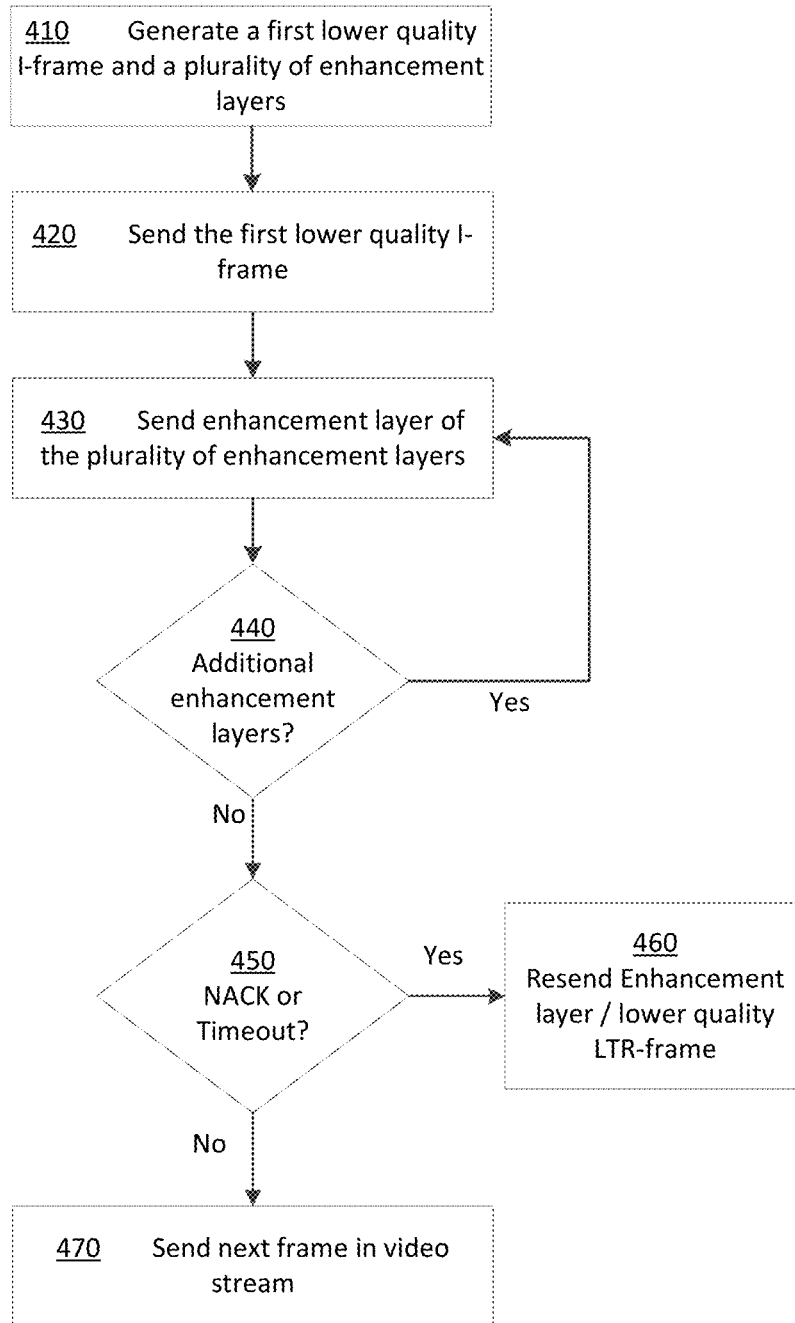 410 Generate a first lower quality
I-frame and a plurality of enhancement
layers
420 Send the first lower quality I-
frame
430 Send enhancement layer of
the plurality of enhancement layers
440
Additional
enhancement
layers?
Yes
No
450
NACK or
Timeout?
Yes
460
Resend Enhancement
layer / lower quality
LTR-frame
No
470 Send next frame in video
stream